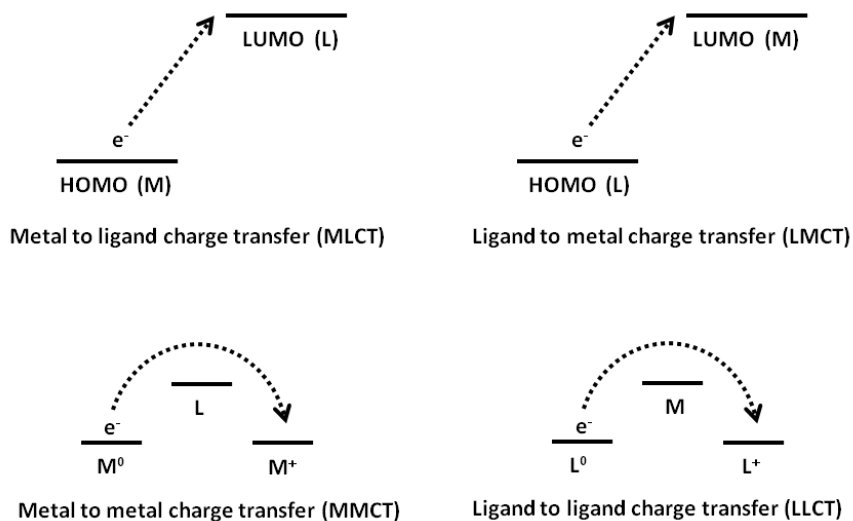 LUMO (L)
e⁻
HOMO (M)
Metal to ligand charge transfer (MLCT)
LUMO (M)
e⁻
HOMO (L)
Ligand to metal charge transfer (LMCT)
L
e⁻
M⁰
M⁺
Metal to metal charge transfer (MMCT)
M
e⁻
L⁰
L⁺
Ligand to ligand charge transfer (LLCT)